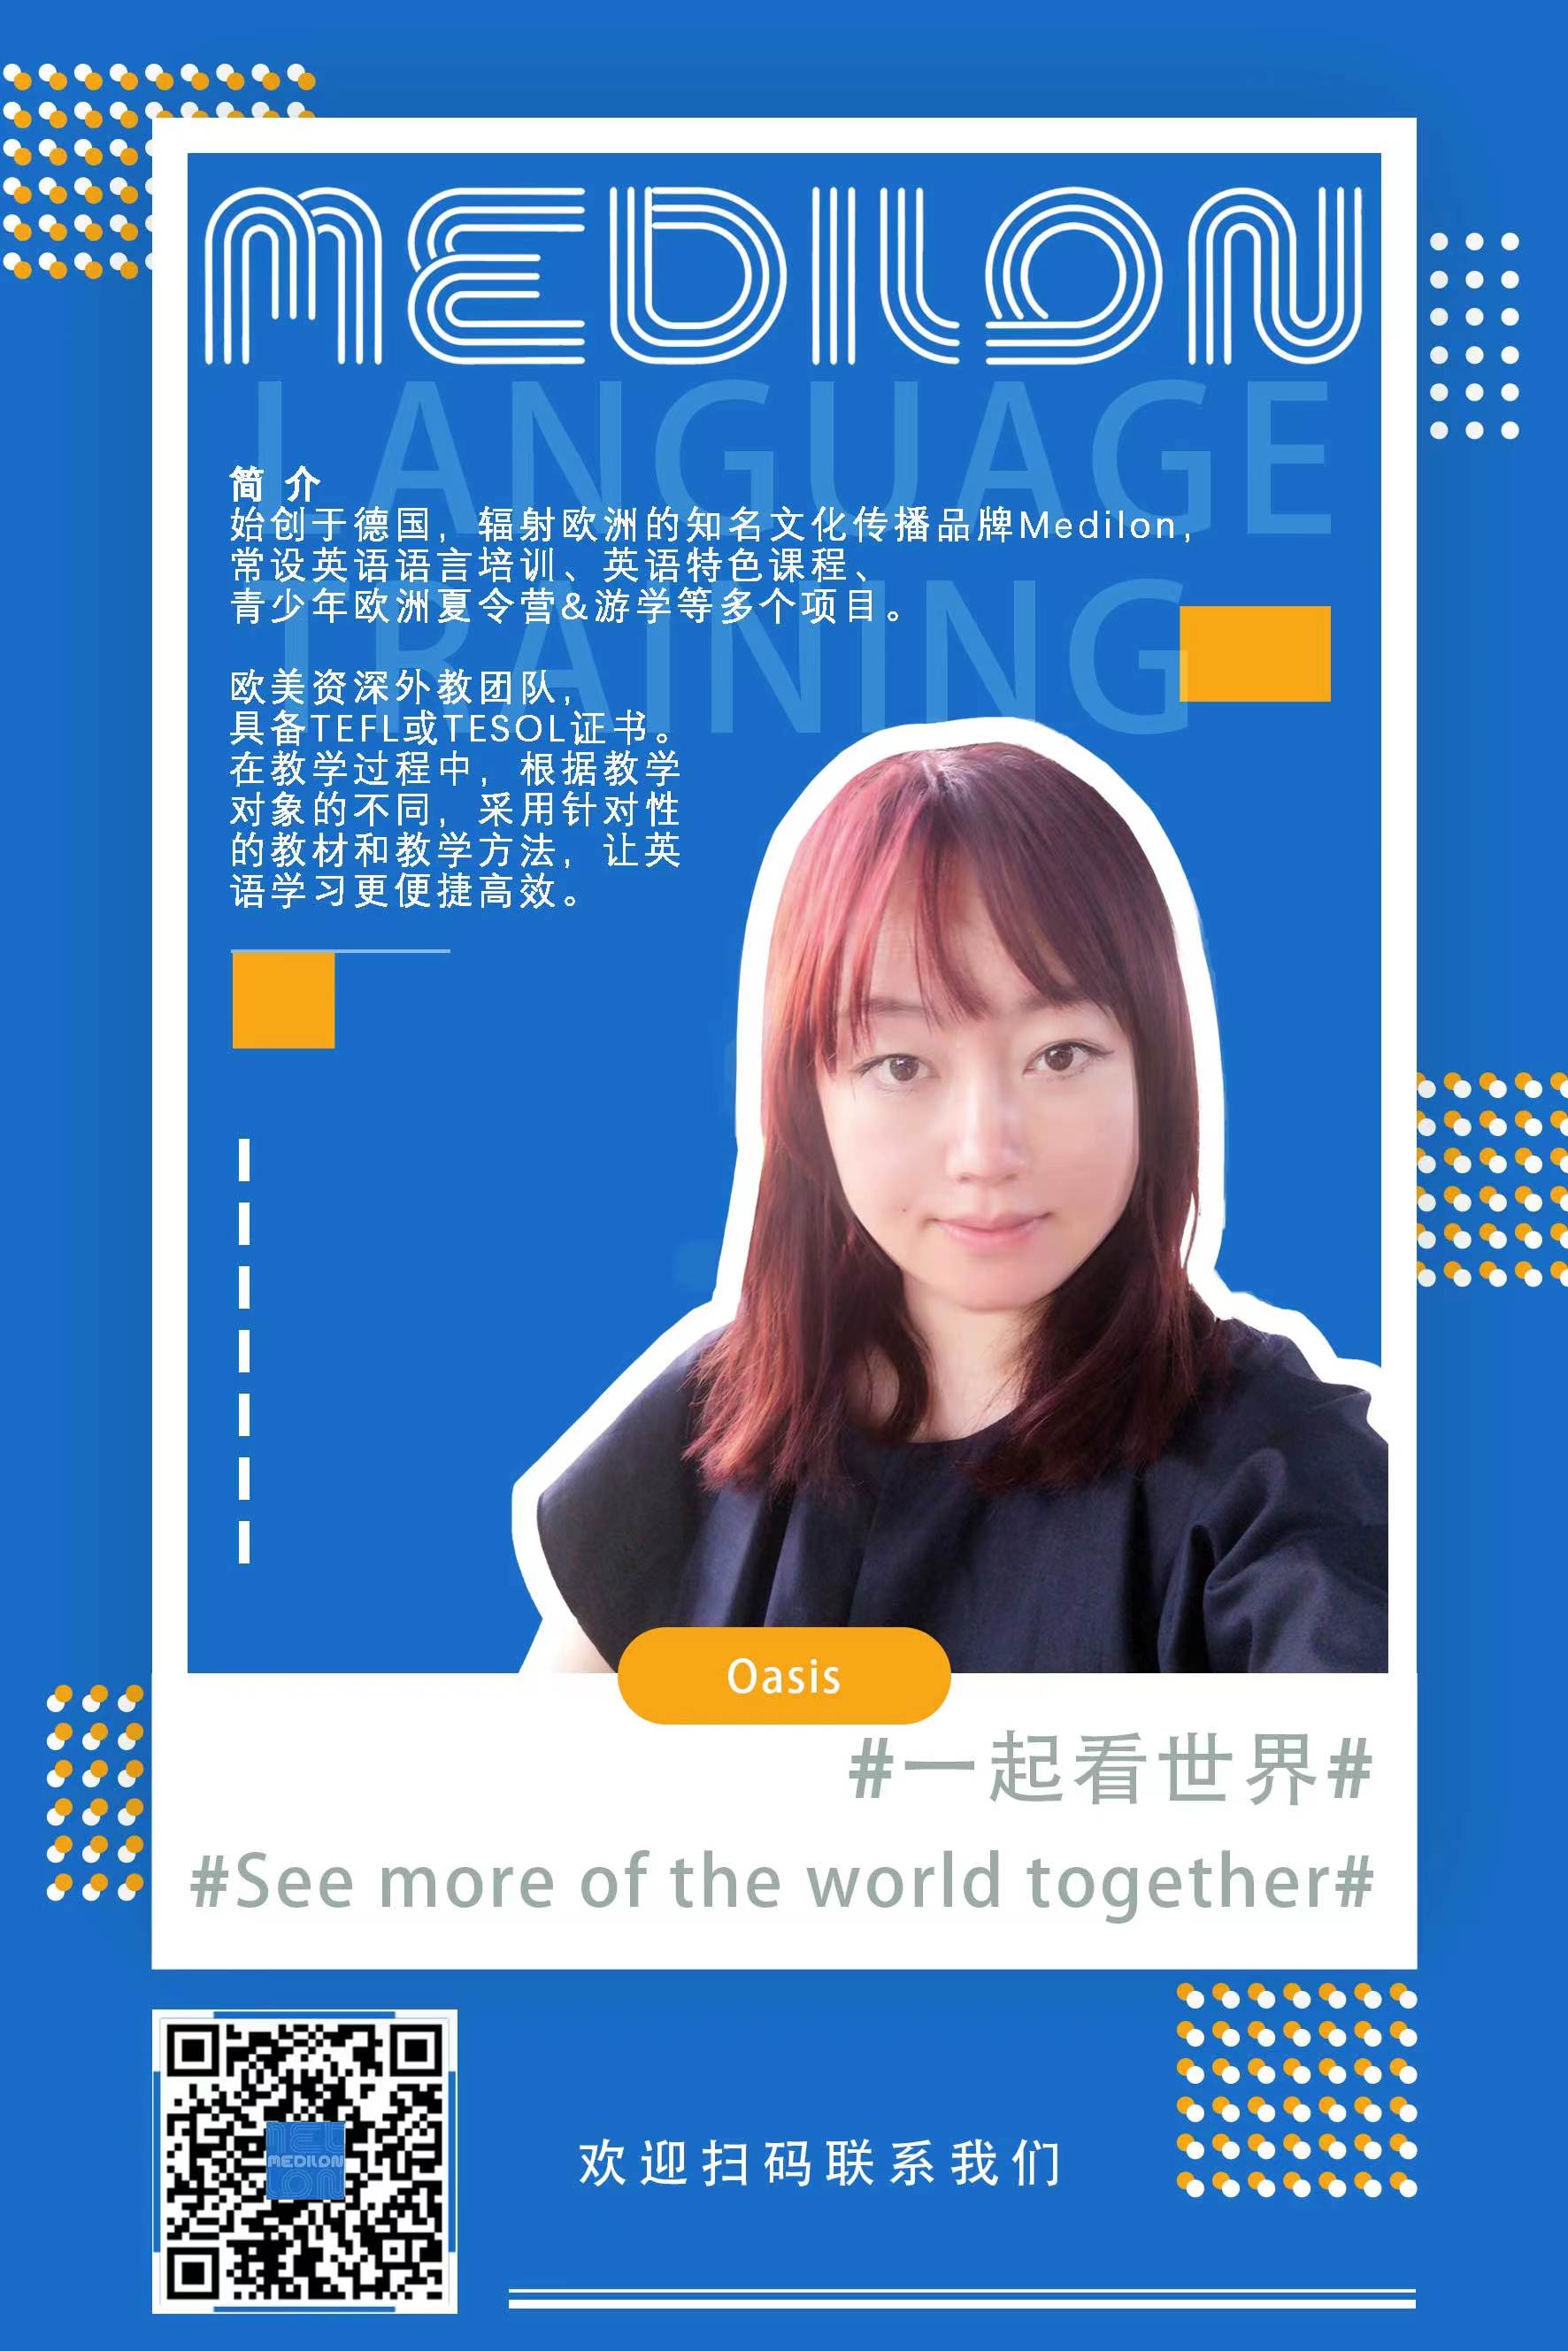 MEDILON
LANGUAGE
TRAINING
简 介
始创于德国，辐射欧洲的知名文化传播品牌Medilon，
常设英语语言培训、英语特色课程、
青少年欧洲夏令营&游学等多个项目。
欧美资深外教团队，
具备TEFL或TESOL证书。
在教学过程中，根据教学
对象的不同，采用针对性
的教材和教学方法，让英
语学习更便捷高效。
Oasis
#一起看世界#
#See more of the world together#
MEDILON
欢迎扫码联系我们